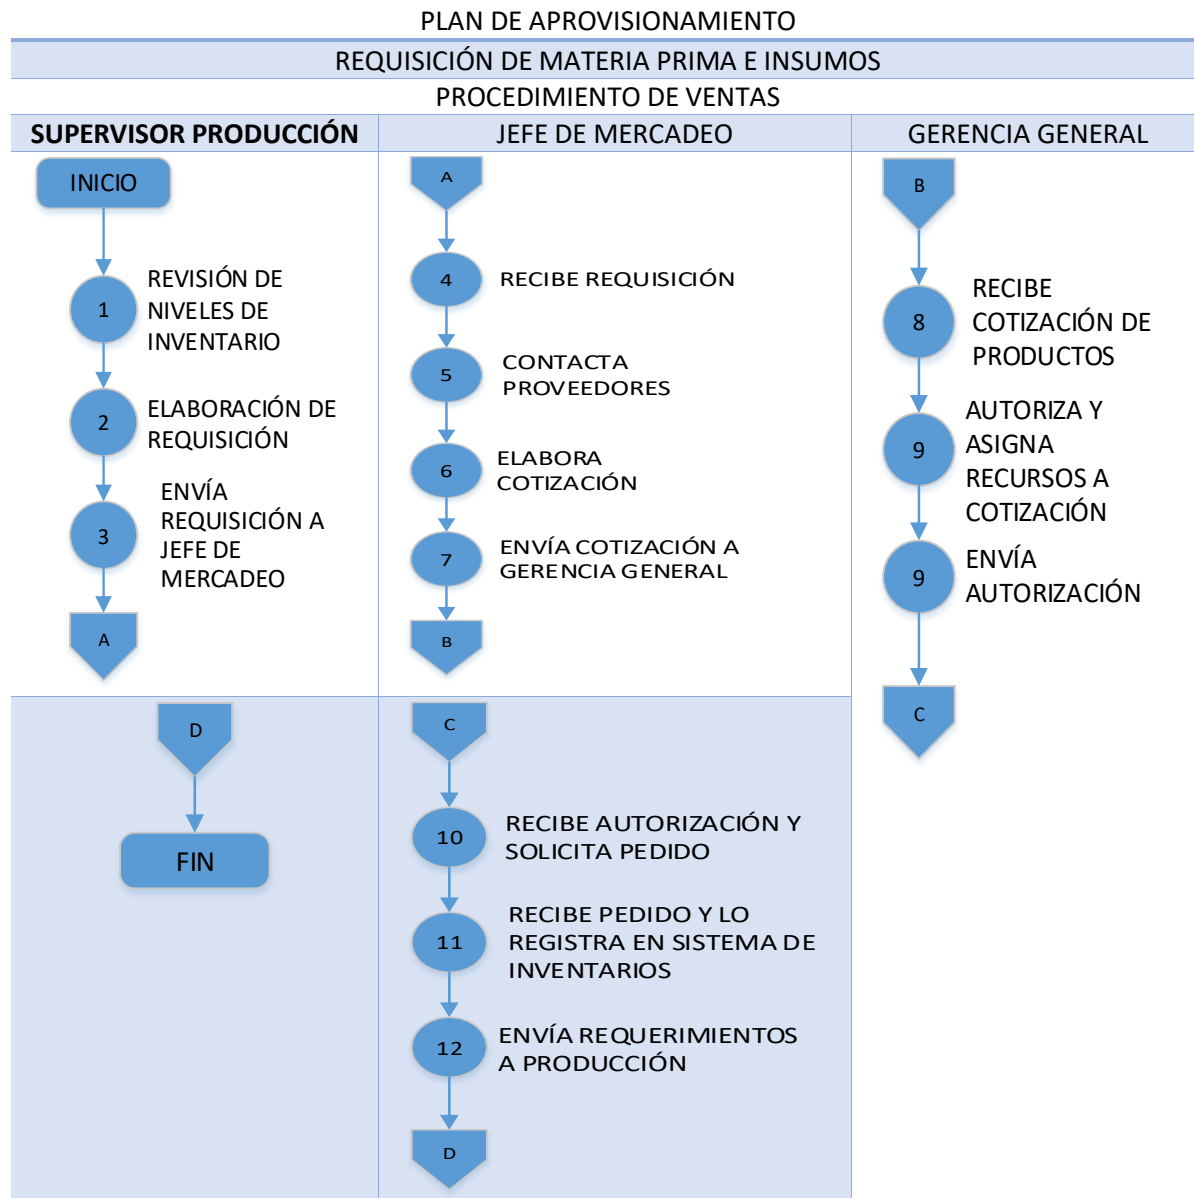 PLAN DE APROVISIONAMIENTO
REQUISICIÓN DE MATERIA PRIMA E INSUMOS
PROCEDIMIENTO DE VENTAS
SUPERVISOR PRODUCCIÓN
JEFE DE MERCADEO
GERENCIA GENERAL
INICIO
1
REVISIÓN DE
NIVELES DE
INVENTARIO
2
ELABORACIÓN DE
REQUISICIÓN
3
ENVÍA
REQUISICIÓN A
JEFE DE
MERCADEO
A
A
4
RECIBE REQUISICIÓN
5
CONTACTA
PROVEEDORES
6
ELABORA
COTIZACIÓN
7
ENVÍA COTIZACIÓN A
GERENCIA GENERAL
B
B
8
RECIBE
COTIZACIÓN DE
PRODUCTOS
9
AUTORIZA Y
ASIGNA
RECURSOS A
COTIZACIÓN
9
ENVÍA
AUTORIZACIÓN
C
D
FIN
C
10
RECIBE AUTORIZACIÓN Y
SOLICITA PEDIDO
11
RECIBE PEDIDO Y LO
REGISTRA EN SISTEMA DE
INVENTARIOS
12
ENVÍA REQUERIMIENTOS
A PRODUCCIÓN
D